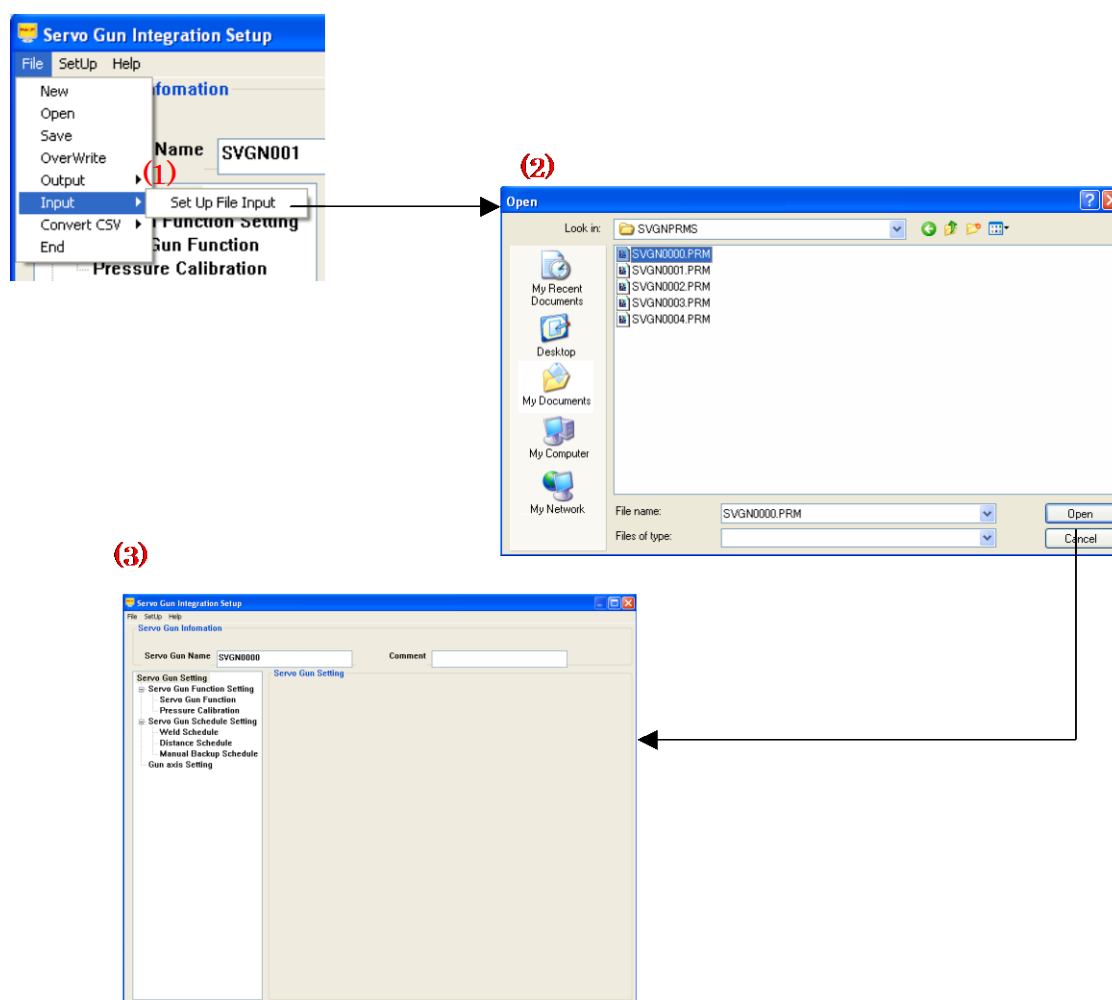 Servo Gun Integration Setup
File SetUp Help
New
Open
Save
OverWrite
Output
Input
Convert CSV
End
fomation
Name SVGN001
(1)
Set Up File Input
Function Setting
Gun Function
Pressure Calibration
(2)
Open
Look in: SVGNPRMS
My Recent Documents
Desktop
My Documents
My Computer
My Network
SVGN0000.PRM
SVGN0001.PRM
SVGN0002.PRM
SVGN0003.PRM
SVGN0004.PRM
File name: SVGN0000.PRM Open
Files of type: Cancel
(3)
Servo Gun Integration Setup
File SetUp Help
Servo Gun Infomation
Servo Gun Name SVGN0000 Comment
Servo Gun Setting
Servo Gun Function Setting
Servo Gun Function
Pressure Calibration
Servo Gun Schedule Setting
Weld Schedule
Distance Schedule
Manual Backup Schedule
Gun axis Setting
Servo Gun Setting